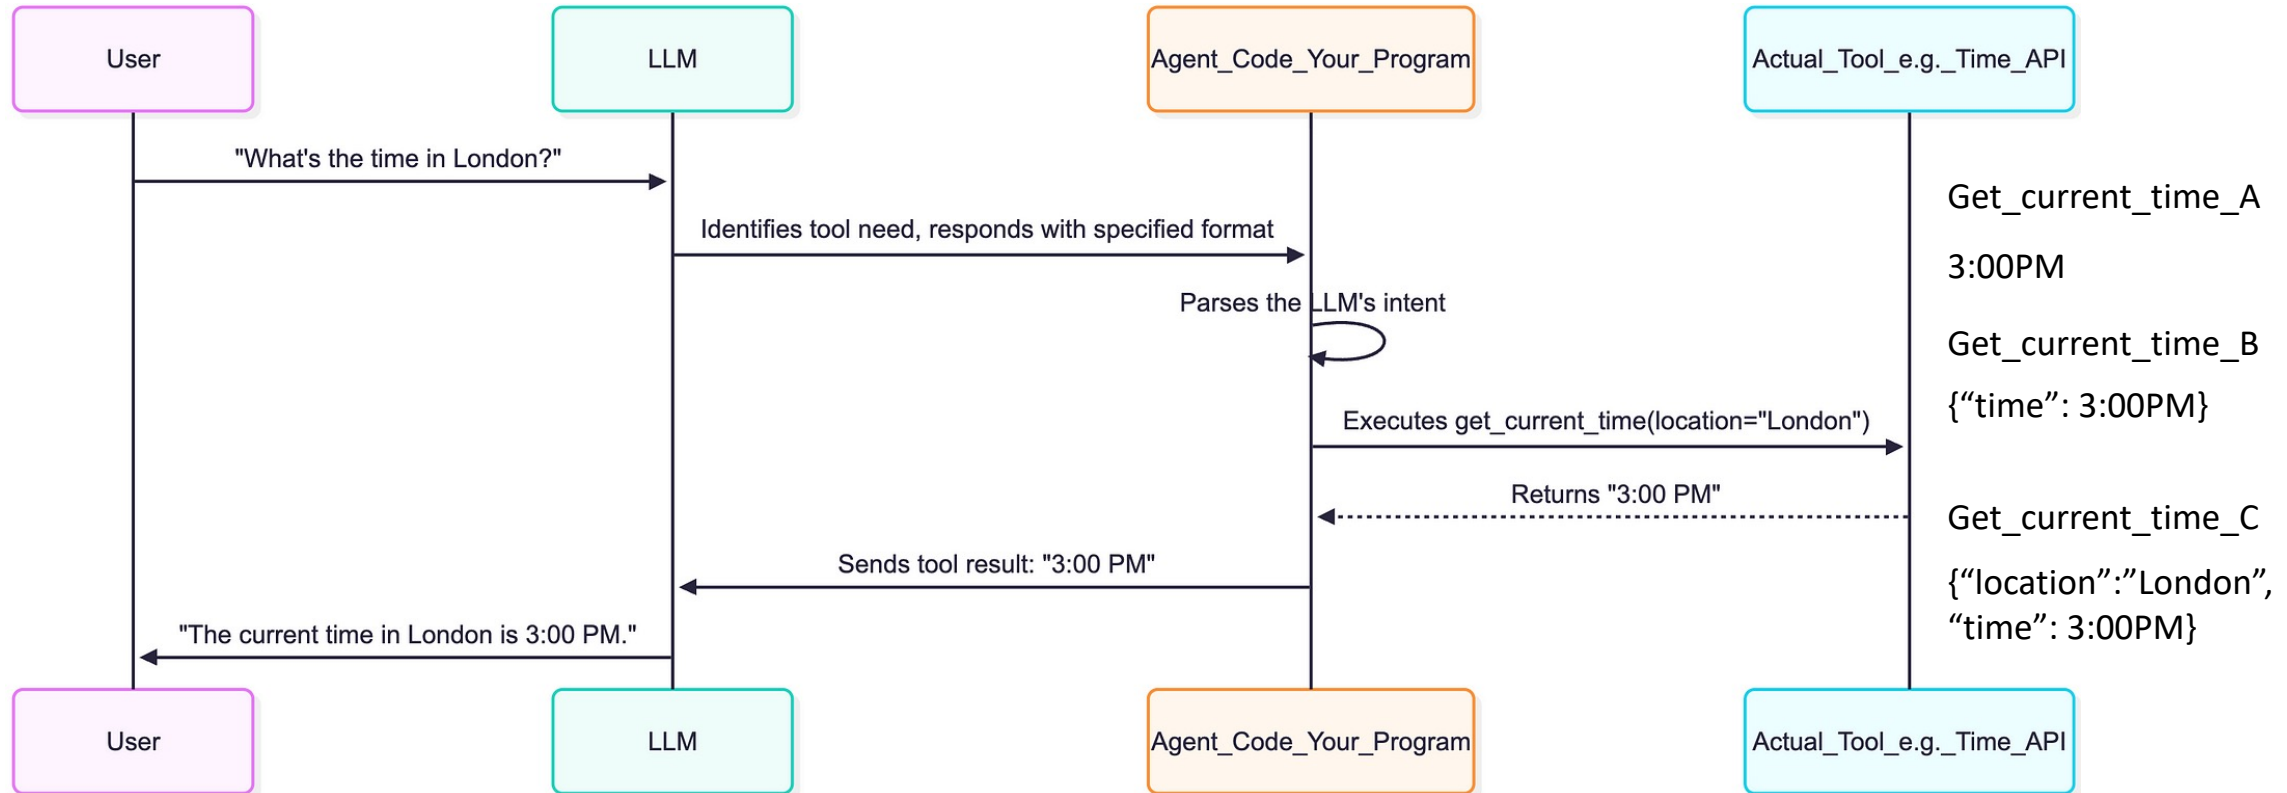 User
LLM
Agent_Code_Your_Program
Actual_Tool_e.g._Time_API
"What's the time in London?"
Identifies tool need, responds with specified format
Parses the LLM's intent
Executes get_current_time(location="London")
Returns "3:00 PM"
Sends tool result: "3:00 PM"
"The current time in London is 3:00 PM."
Get_current_time_A
3:00PM
Get_current_time_B
{“time”: 3:00PM}
Get_current_time_C
{“location”:”London”,
“time”: 3:00PM}
User
LLM
Agent_Code_Your_Program
Actual_Tool_e.g._Time_API